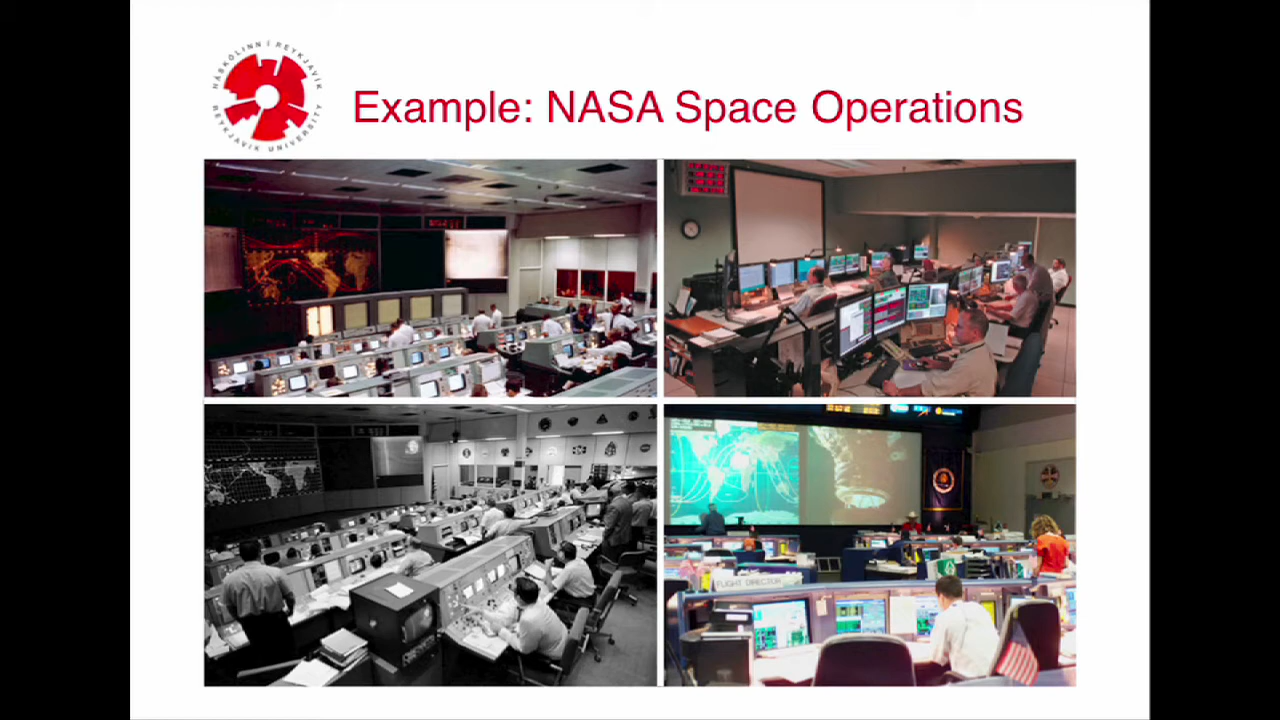 HÁSKÓLINN Í REYKJAVÍK
REYKJAVIK UNIVERSITY
Example: NASA Space Operations
FLIGHT DIRECTOR